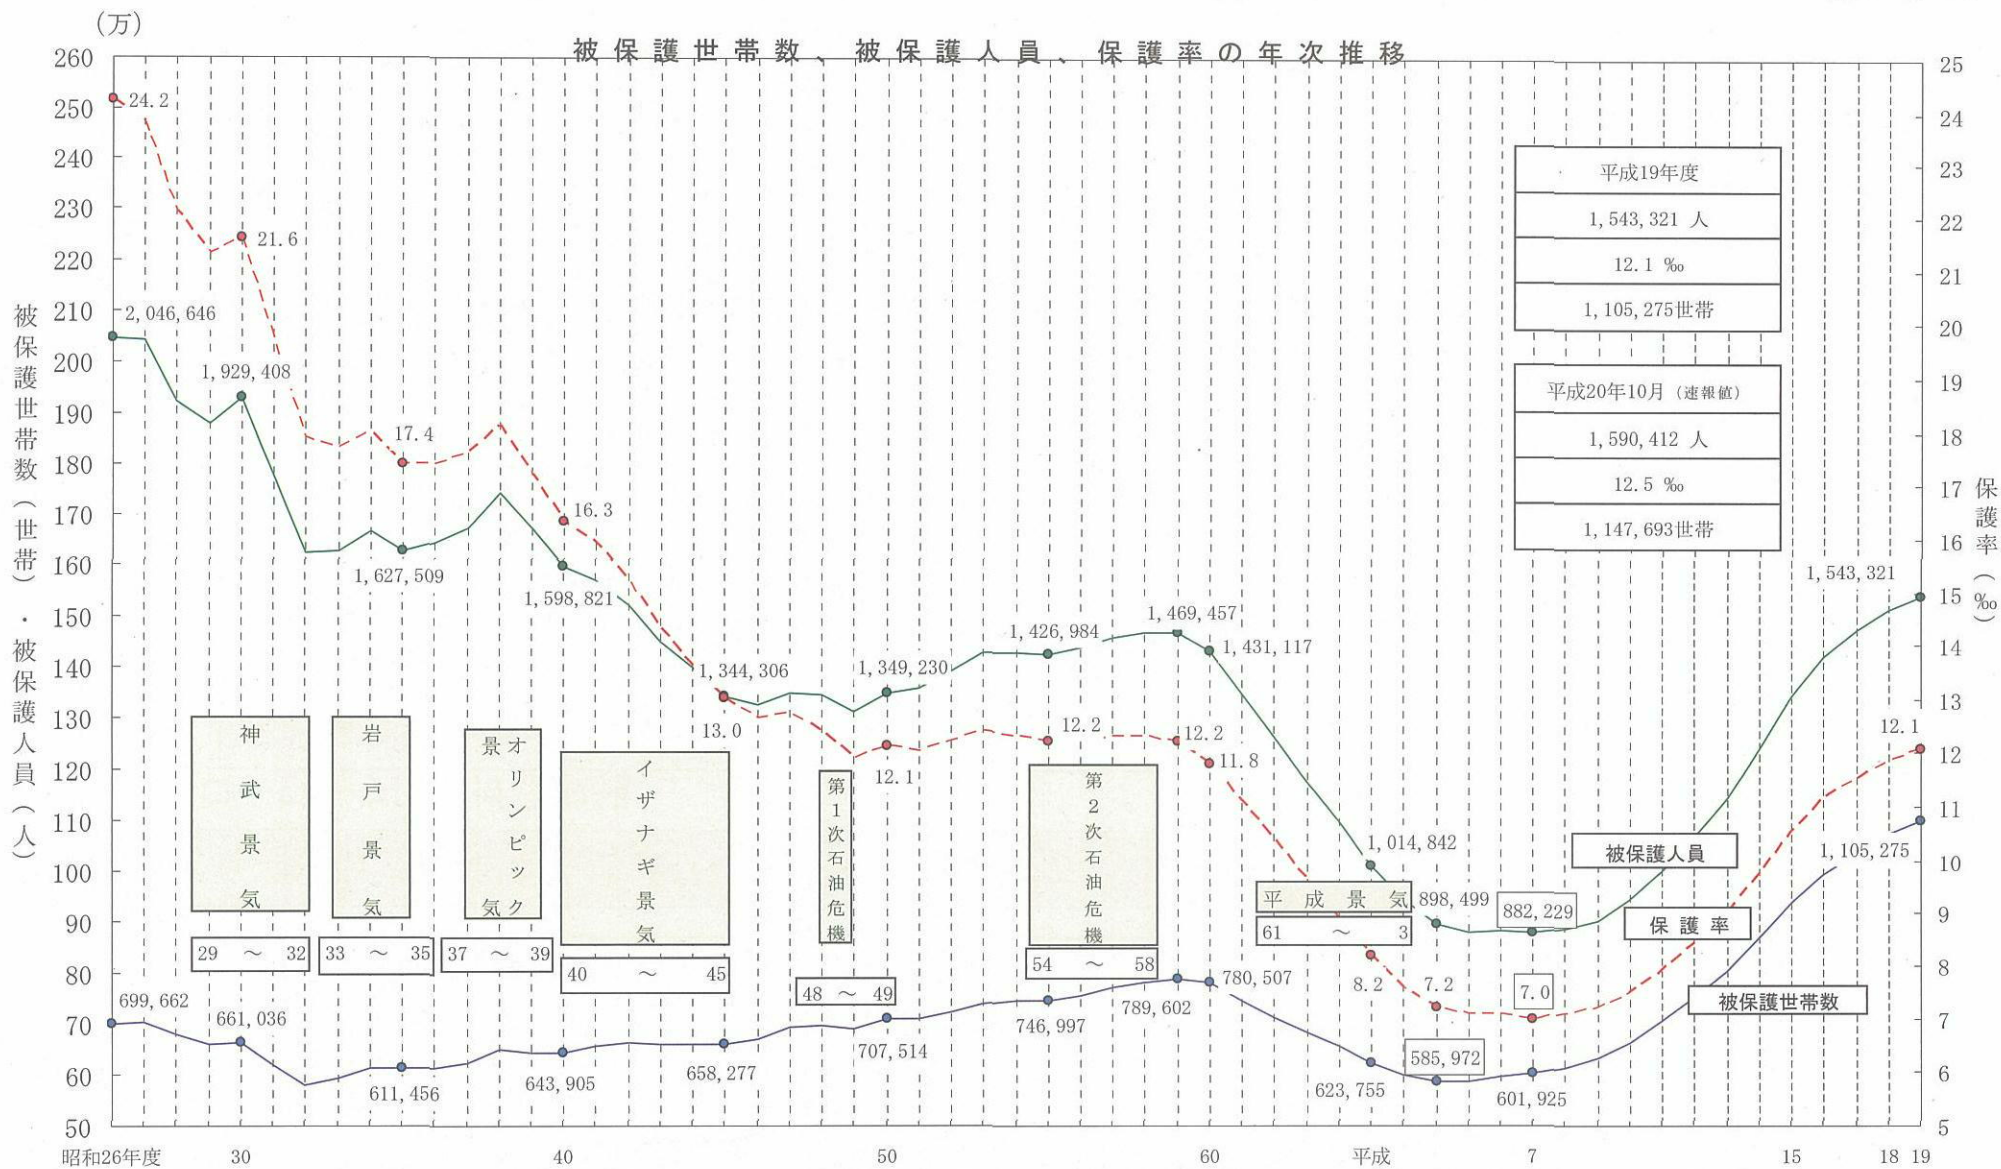 (万)
被保護世帯数、被保護人員、保護率の年次推移
260
250
240
230
220
210
200
190
180
170
160
150
140
130
120
110
100
90
80
70
60
50
被保護世帯数(世帯)・被保護人員(人)
25
24
23
22
21
20
19
18
17
16
15
14
13
12
11
10
9
8
7
6
5
保護率(‰)
24.2
21.6
17.4
16.3
13.0
12.1
12.2
12.2
11.8
8.2
7.2
7.0
12.1
2,046,646
1,929,408
1,627,509
1,598,821
1,344,306
1,349,230
1,426,984
1,469,457
1,431,117
1,014,842
898,499
882,229
1,543,321
699,662
661,036
611,456
643,905
658,277
707,514
746,997
789,602
780,507
623,755
585,972
601,925
1,105,275
平成19年度
1,543,321 人
12.1 ‰
1,105,275世帯
平成20年10月(速報値)
1,590,412 人
12.5 ‰
1,147,693世帯
神武景気
29 ~ 32
岩戸景気
33 ~ 35
オリンピック
景気
37 ~ 39
イザナギ景気
40 ~ 45
第1次石油危機
48 ~ 49
第2次石油危機
54 ~ 58
平成景気
61 ~ 3
被保護人員
保護率
被保護世帯数
昭和26年度 30 40 50 60 平成 7 15 18 19